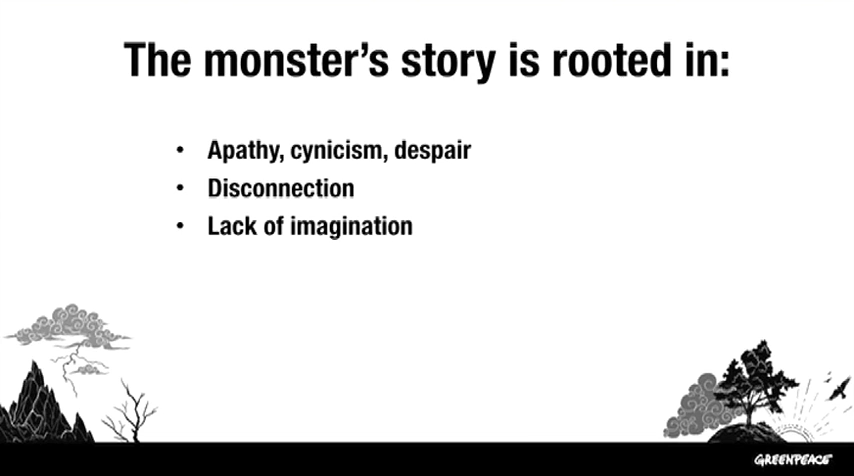 The monster’s story is rooted in:
• Apathy, cynicism, despair
• Disconnection
• Lack of imagination
GREENPEACE